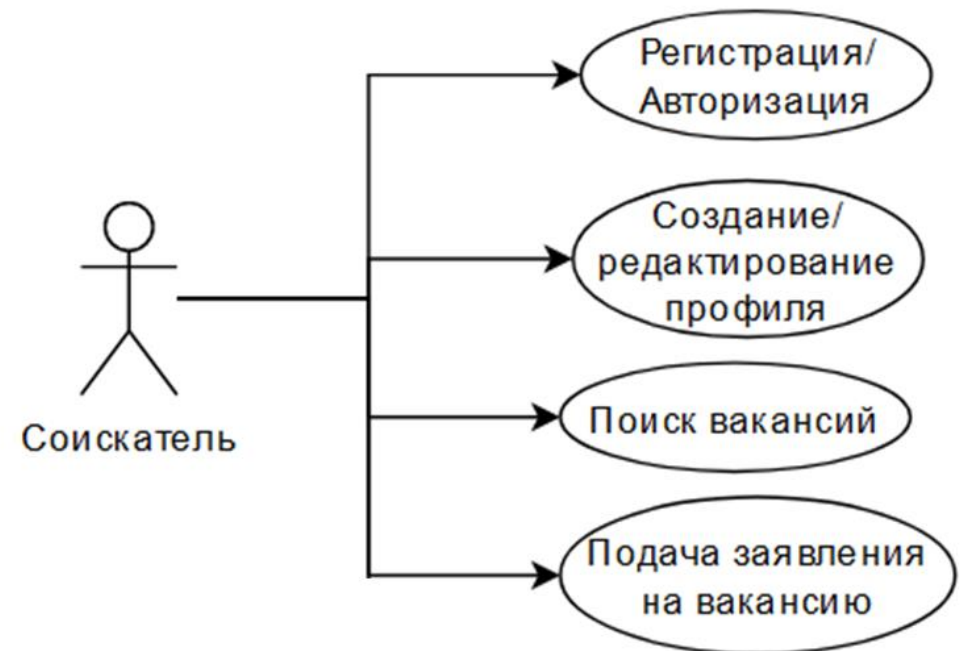 Регистрация/
Авторизация
Создание/
редактирование
профиля
Соискатель
Поиск вакансий
Подача заявления
на вакансию